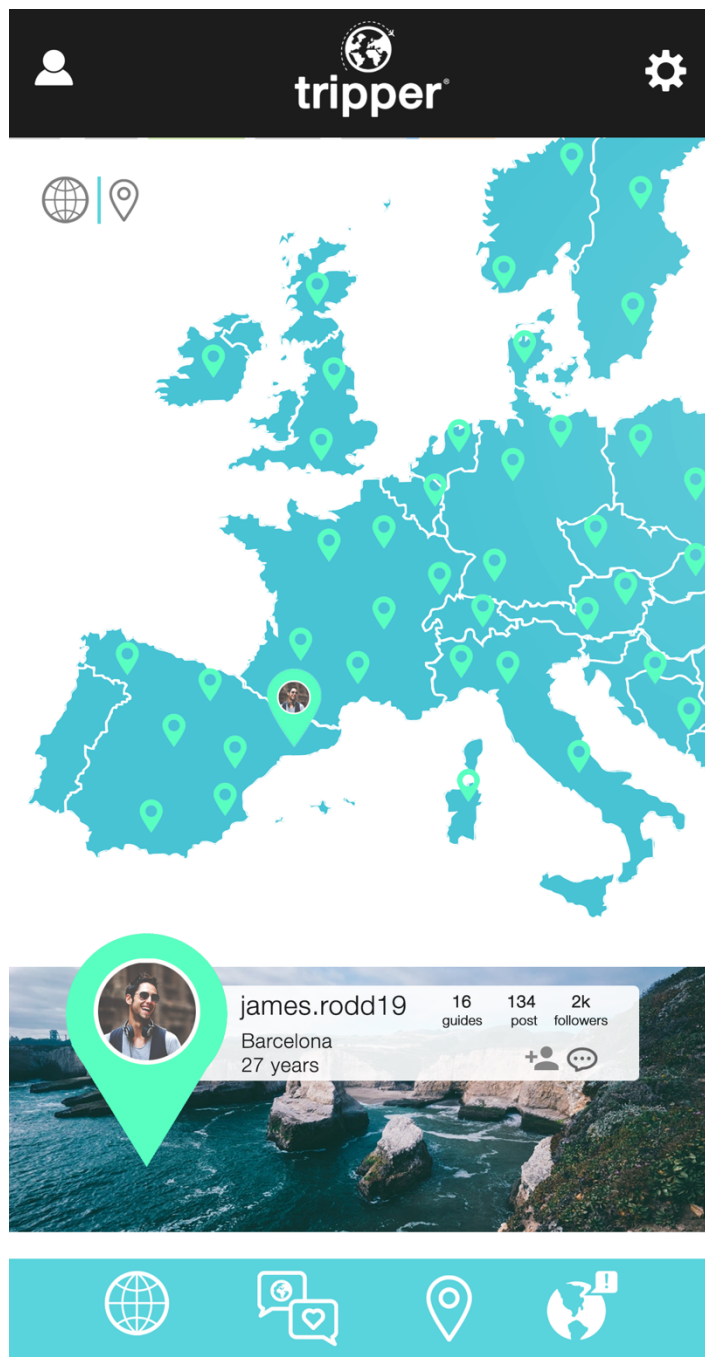 tripper®
james.rodd19
16 134 2k
guides post followers
Barcelona
27 years
!